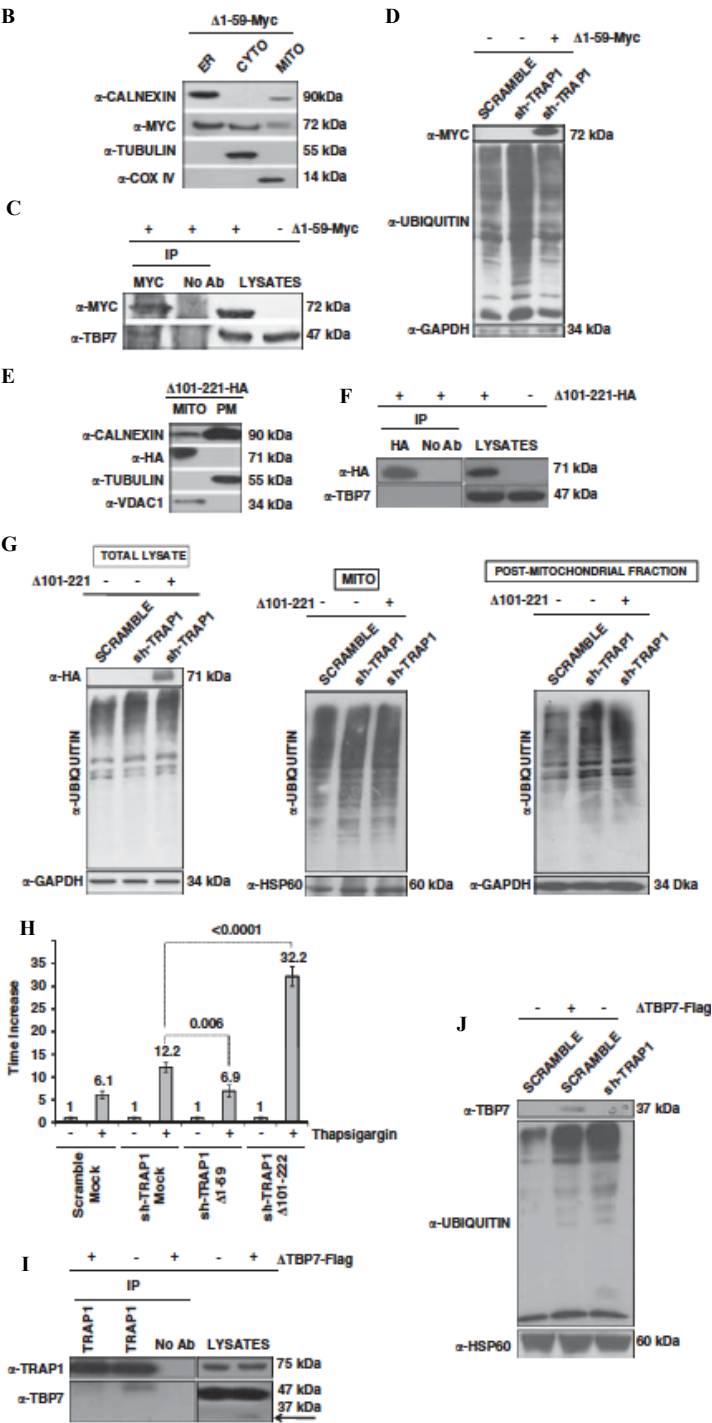 B
Δ1-59-Myc
ER CYTO MITO
α-CALNEXIN 90kDa
α-MYC 72 kDa
α-TUBULIN 55 kDa
α-COX IV 14 kDa
C
+ + + - Δ1-59-Myc
IP
MYC No Ab LYSATES
α-MYC 72 kDa
α-TBP7 47 kDa
D
- - + Δ1-59-Myc
SCRAMBLE sh-TRAP1 sh-TRAP1
α-MYC 72 kDa
α-UBIQUITIN
α-GAPDH 34 kDa
E
Δ101-221-HA
MITO PM
α-CALNEXIN 90 kDa
α-HA 71 kDa
α-TUBULIN 55 kDa
α-VDAC1 34 kDa
F
+ + + - Δ101-221-HA
IP
HA No Ab LYSATES
α-HA 71 kDa
α-TBP7 47 kDa
G
TOTAL LYSATE
Δ101-221 - - +
SCRAMBLE sh-TRAP1 sh-TRAP1
α-HA 71 kDa
α-UBIQUITIN
α-GAPDH 34 kDa
MITO
Δ101-221 - - +
SCRAMBLE sh-TRAP1 sh-TRAP1
α-UBIQUITIN
α-HSP60 60 kDa
POST-MITOCHONDRIAL FRACTION
Δ101-221 - - +
SCRAMBLE sh-TRAP1 sh-TRAP1
α-UBIQUITIN
α-GAPDH 34 Dka
H
<0.0001
35
30
25
20
15
10
5
0
Time Increase
32.2
0.006
12.2
6.1
6.9
1 1 1 1
- + - + - + - + Thapsigargin
Scramble Mock
sh-TRAP1 Mock
sh-TRAP1 Δ1-59
sh-TRAP1 Δ101-222
I
+ - + - + ΔTBP7-Flag
IP
TRAP1 TRAP1 No Ab LYSATES
α-TRAP1 75 kDa
α-TBP7 47 kDa
37 kDa
J
- + - ΔTBP7-Flag
SCRAMBLE SCRAMBLE sh-TRAP1
α-TBP7 37 kDa
α-UBIQUITIN
α-HSP60 60 kDa